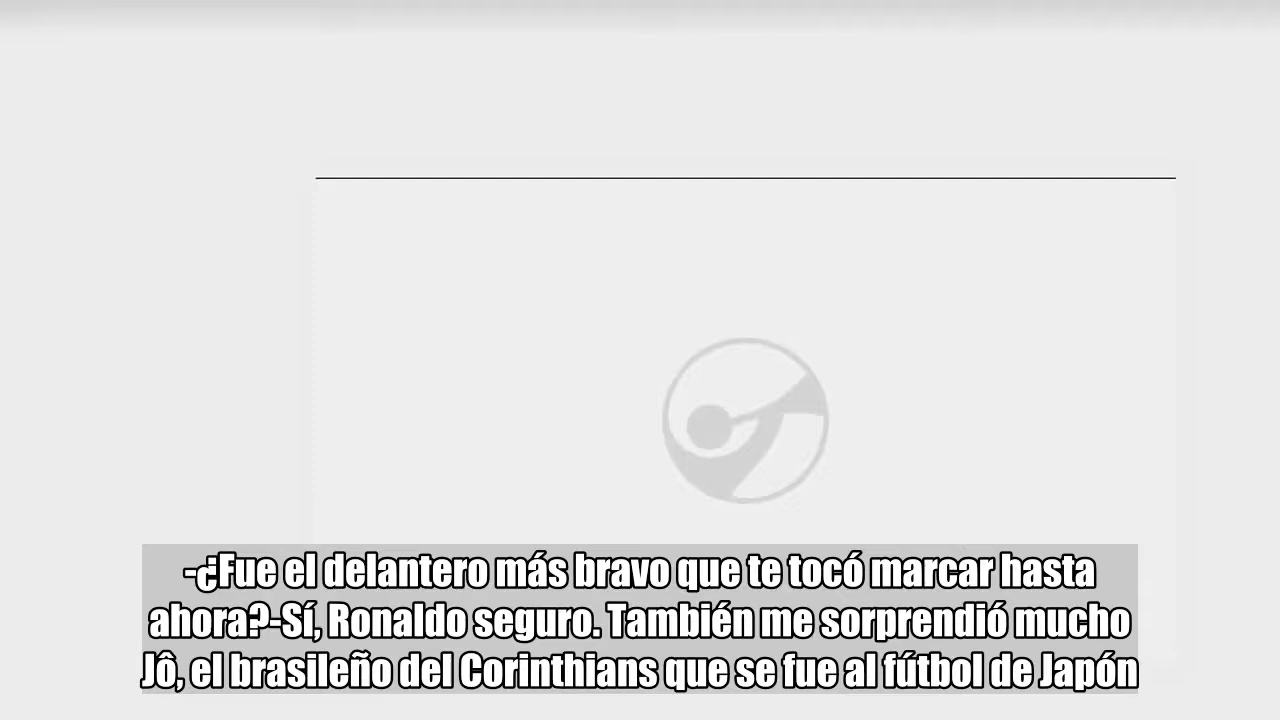 -¿Fue el delantero más bravo que te tocó marcar hasta
ahora?-Sí, Ronaldo seguro. También me sorprendió mucho
Jô, el brasileño del Corinthians que se fue al fútbol de Japón